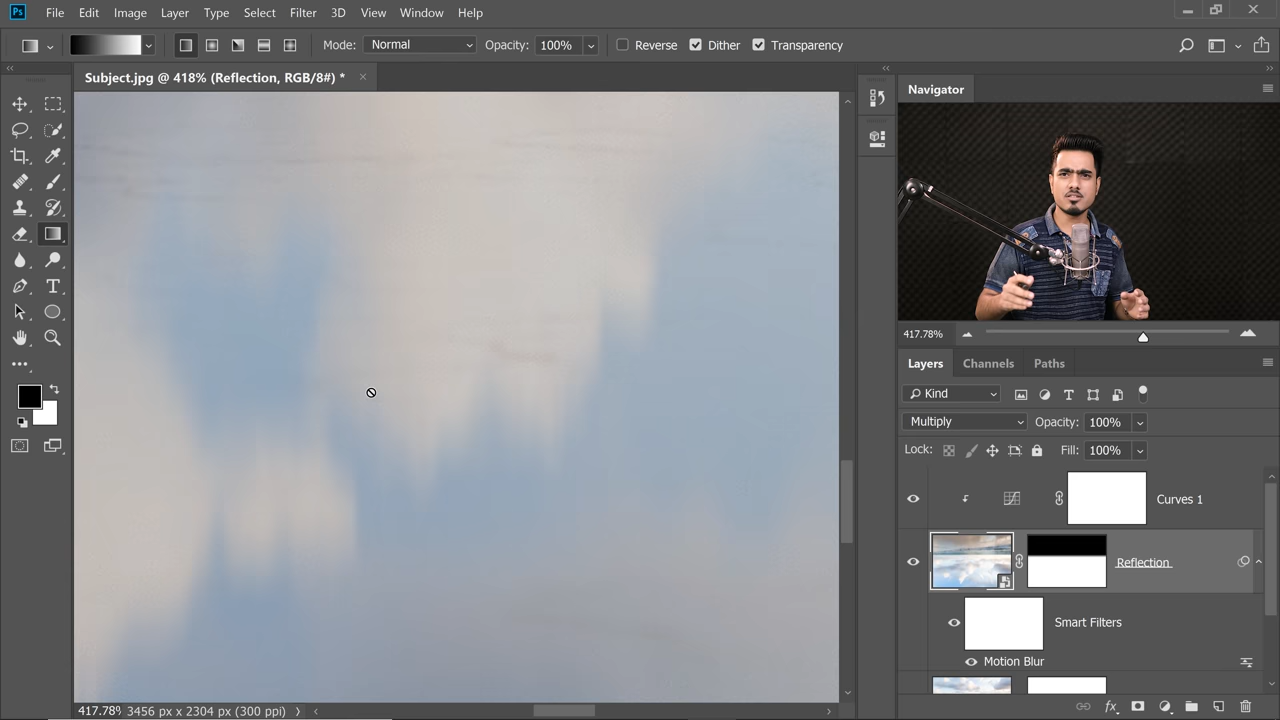 Ps File Edit Image Layer Type Select Filter 3D View Window Help
Mode: Normal Opacity: 100% Reverse Dither Transparency
Subject.jpg @ 418% (Reflection, RGB/8#) * ×
Navigator
417.78%
Layers Channels Paths
Kind
Multiply Opacity: 100%
Lock: Fill: 100%
Curves 1
Reflection
Smart Filters
Motion Blur
417.78% 3456 px x 2304 px (300 ppi)
fx